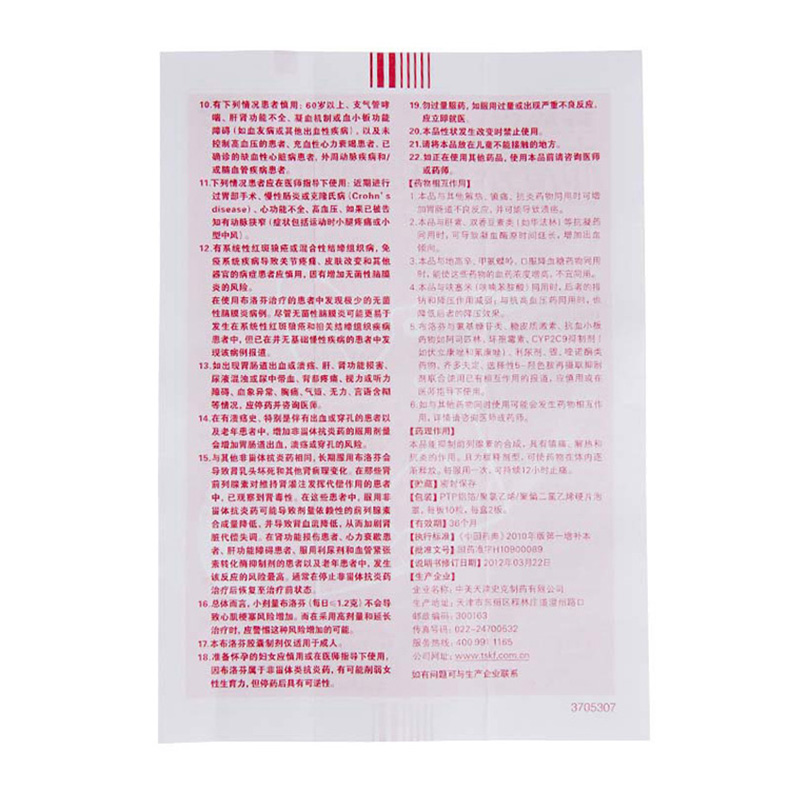 10.有下列情况患者慎用：60岁以上、支气管哮
喘、肝肾功能不全、凝血机制或血小板功能
障碍(如血友病或其他出血性疾病)，以及未
控制高血压的患者、充血性心力衰竭患者，已
确诊的缺血性心脏病患者，外周动脉疾病和/
或脑血管疾病患者。
11.下列情况患者应在医师指导下使用：近期进行
过胃部手术、慢性肠炎或克隆氏病(Crohn's
disease)、心功能不全、高血压、如果已被告
知有动脉狭窄(症状包括运动时小腿疼痛或小
型中风)。
12.有系统性红斑狼疮或混合性结缔组织病，免
疫系统疾病导致关节疼痛、皮肤改变和其他
器官的病症患者应慎用，因有增加无菌性脑膜
炎的风险。
在使用布洛芬治疗的患者中发现极少的无菌
性脑膜炎病例。尽管无菌性脑膜炎可能更易于
发生在系统性红斑狼疮和相关结缔组织疾病
患者中，但已在并无基础慢性疾病的患者中发
现该病例报道。
13.如出现胃肠道出血或溃疡、肝、肾功能损害、
尿液混浊或尿中带血、背部疼痛，视力或听力
障碍、血象异常、胸痛、气短、无力、言语含糊
等情况，应停药并咨询医师。
14.在有溃疡史，特别是伴有出血或穿孔的患者以
及老年患者中，增加非甾体抗炎药的服用剂量
会增加胃肠道出血，溃疡或穿孔的风险。
15.与其他非甾体抗炎药相同，长期服用布洛芬会
导致肾乳头坏死和其他肾病理变化。在那些肾
前列腺素对维持肾灌注发挥代偿作用的患者
中，已观察到肾毒性。在这些患者中，服用非
甾体抗炎药可能导致剂量依赖性的前列腺素
合成量降低，并导致肾血流降低，从而加剧肾
脏代偿失调。在肾功能损伤患者、心力衰歇患
者、肝功能障碍患者、服用利尿剂和血管紧张
素转化酶抑制剂的患者以及老年患者中，发生
该反应的风险最高。通常在停止非甾体抗炎药
治疗后恢复至治疗前状态。
16.总体而言，小剂量布洛芬(每日≤1.2克)不会导
致心肌梗塞风险增加。而在采用高剂量和延长
治疗时，应警惕这种风险增加的可能。
17.本布洛芬胶囊制剂仅适用于成人。
18.准备怀孕的妇女应慎用或在医师指导下使用，
因布洛芬属于非甾体类抗炎药，有可能削弱女
性生育力，但停药后具有可逆性。
19.勿过量服药，如服用过量或出现严重不良反应，
应立即就医。
20.本品性状发生改变时禁止使用。
21.请将本品放在儿童不能接触的地方。
22.如正在使用其他药品，使用本品前请咨询医师
或药师。
【药物相互作用】
1.本品与其他解热、镇痛、抗炎药物同用时可增
加胃肠道不良反应，并可能导致溃疡。
2.本品与肝素、双香豆素类(如华法林)等抗凝药
同用时，可导致凝血酶原时间延长，增加出血
倾向。
3.本品与地高辛、甲氨蝶呤、口服降血糖药物同用
时，能使这些药物的血药浓度增高，不宜同用。
4.本品与呋塞米(呋喃苯胺酸)同用时，后者的排
钠和降压作用减弱；与抗高血压药同用时，也
降低后者的降压效果。
5.布洛芬与氨基糖苷类、糖皮质激素、抗血小板
药物如阿司匹林、环孢霉素、CYP2C9抑制剂
(如伏立康唑和氟康唑)、利尿剂、锂、喹诺酮类
药物、齐多夫定、选择性5-羟色胺再摄取抑制
剂联合使用已有相互作用的报道，应慎用或在
医师指导下使用。
6.如与其他药物同时使用可能会发生药物相互作
用，详情请咨询医师或药师。
【药理作用】
本品能抑制前列腺素的合成，具有镇痛、解热和
抗炎的作用。具力缓释剂型，可使药物在体内逐
渐释放。每服用一次，可持续12小时止痛。
【贮藏】密封保存。
【包装】PTP铝箔/聚氯乙烯/聚偏二氯乙烯硬片泡
罩，每板10粒，每盒2板。
【有效期】36个月
【执行标准】《中国药典》2010年版第一增补本
【批准文号】国药准字H10900089
【说明书修订日期】2012年03月22日
【生产企业】
企业名称：中美天津史克制药有限公司
生产地址：天津市东丽区程林庄道澄州路口
邮政编码：300163
传真号码：022-24700632
服务热线：400 991 1165
公司网址：www.tskf.com.cn
如有问题可与生产企业联系
3705307